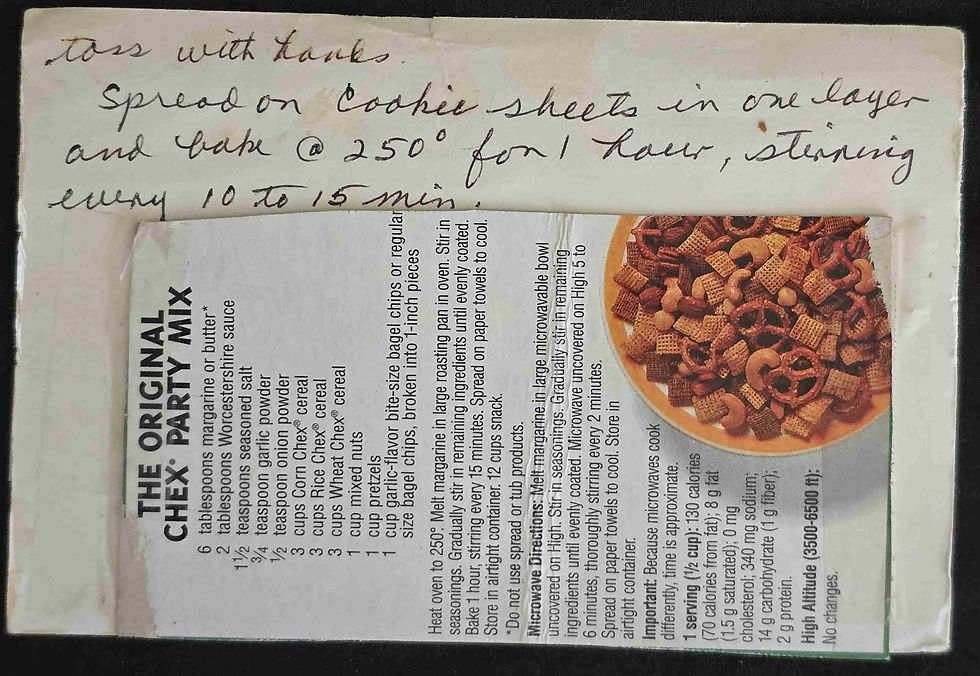 toss with hands.
Spread on Cookie sheets in one layer
and bake @ 250° for 1 hour, stirring
every 10 to 15 min.
THE ORIGINAL
CHEX® PARTY MIX
6 tablespoons margarine or butter*
2 tablespoons Worcestershire sauce
1½ teaspoons seasoned salt
¾ teaspoon garlic powder
½ teaspoon onion powder
3 cups Corn Chex® cereal
3 cups Rice Chex® cereal
3 cups Wheat Chex® cereal
1 cup mixed nuts
1 cup pretzels
1 cup garlic-flavor bite-size bagel chips or regular
size bagel chips, broken into 1-inch pieces
Heat oven to 250° Melt margarine in large roasting pan in oven. Stir in
seasonings. Gradually stir in remaining ingredients until evenly coated.
Bake 1 hour, stirring every 15 minutes. Spread on paper towels to cool.
Store in airtight container. 12 cups snack.
*Do not use spread or tub products.
Microwave Directions: Melt margarine in large microwavable bowl
uncovered on High. Stir in seasonings. Gradually stir in remaining
ingredients until evenly coated. Microwave uncovered on High 5 to
6 minutes, thoroughly stirring every 2 minutes.
Spread on paper towels to cool. Store in
airtight container.
Important: Because microwaves cook
differently, time is approximate.
1 serving (½ cup): 130 calories
(70 calories from fat); 8 g fat
(1.5 g saturated); 0 mg
cholesterol; 340 mg sodium;
14 g carbohydrate (1 g fiber);
2 g protein.
High Altitude (3500-6500 ft):
No changes.